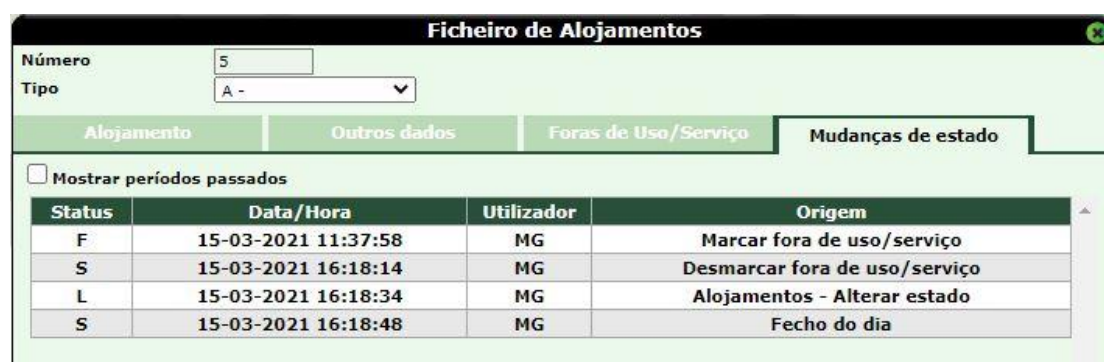 Ficheiro de Alojamentos
Número 5
Tipo A -
Alojamento Outros dados Foras de Uso/Serviço Mudanças de estado
Mostrar períodos passados
Status Data/Hora Utilizador Origem
F 15-03-2021 11:37:58 MG Marcar fora de uso/serviço
S 15-03-2021 16:18:14 MG Desmarcar fora de uso/serviço
L 15-03-2021 16:18:34 MG Alojamentos - Alterar estado
S 15-03-2021 16:18:48 MG Fecho do dia